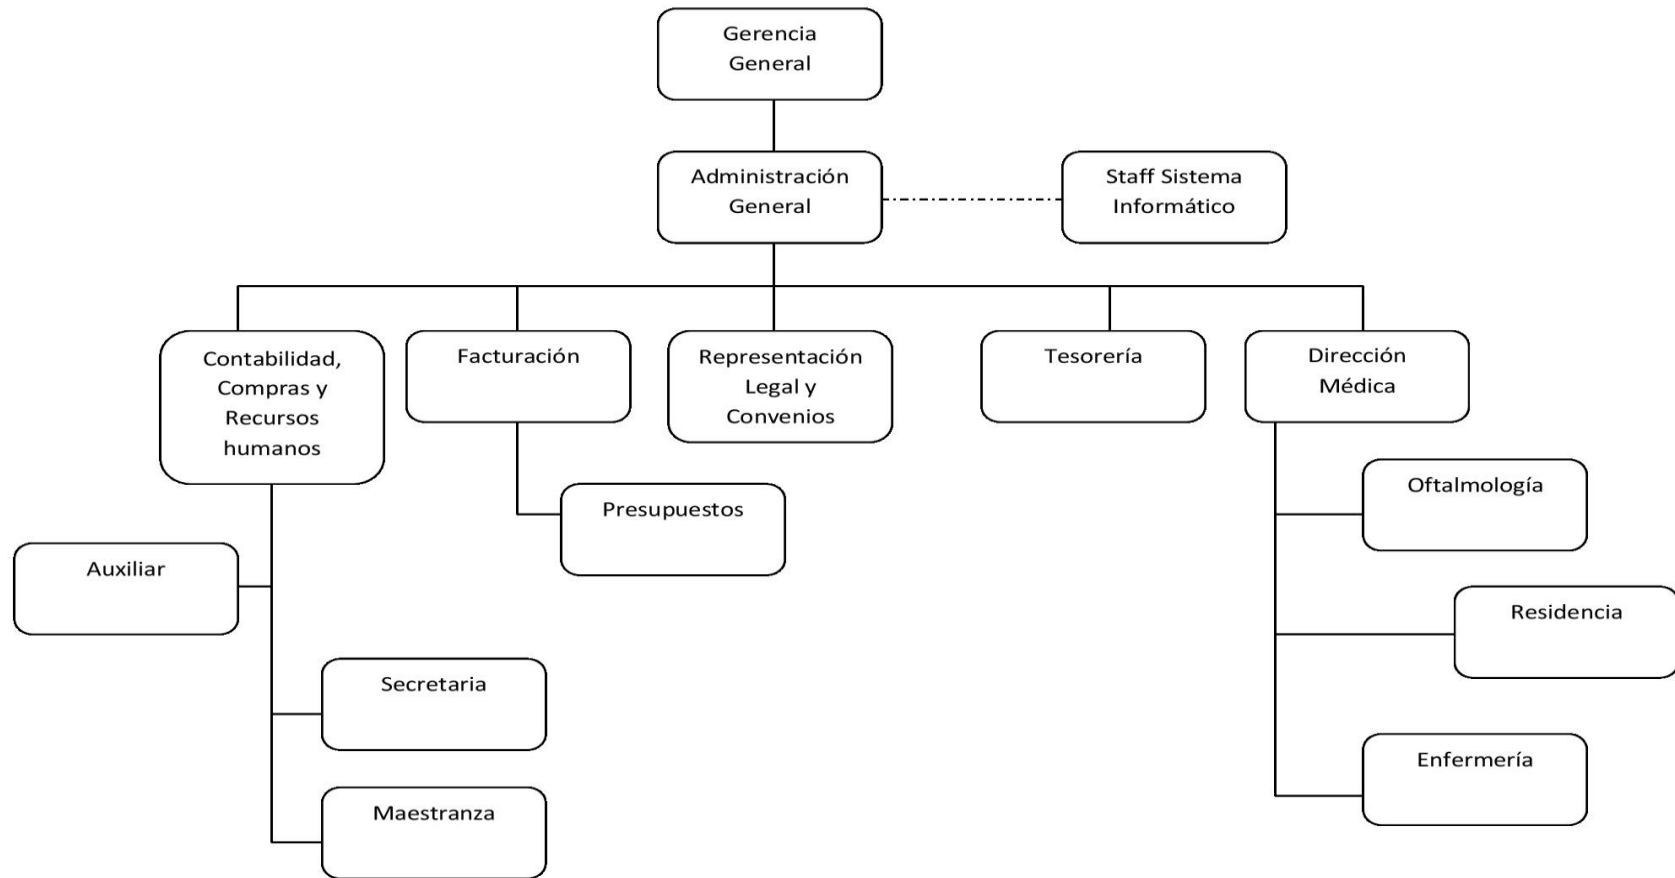 Gerencia
General
Administración
General
Staff Sistema
Informático
Contabilidad,
Compras y
Recursos
humanos
Facturación
Representación
Legal y
Convenios
Tesorería
Dirección
Médica
Oftalmología
Presupuestos
Auxiliar
Residencia
Secretaria
Enfermería
Maestranza